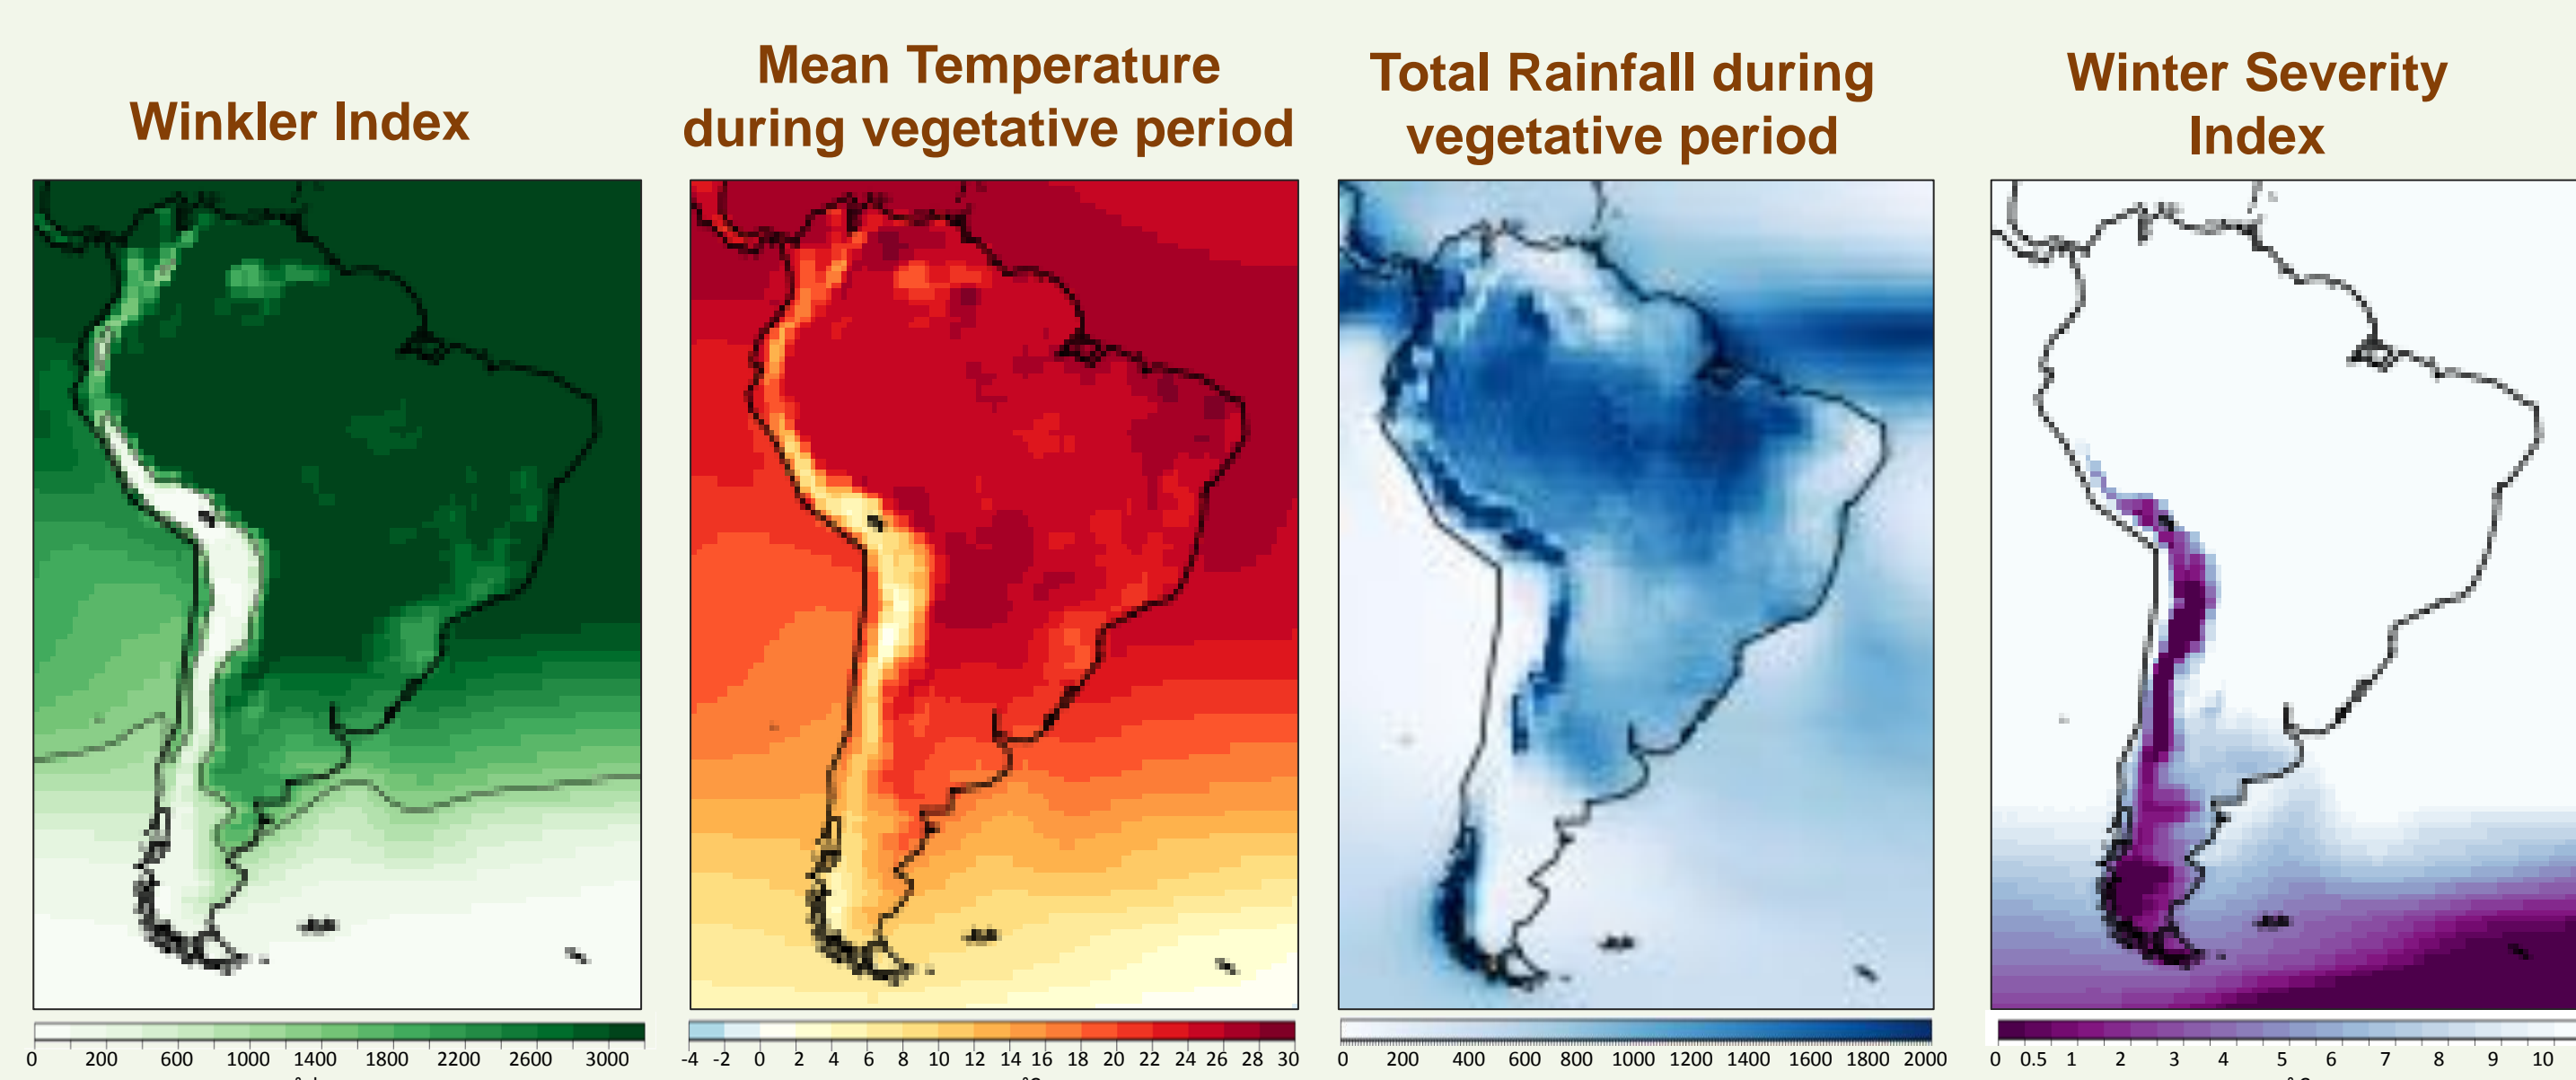 Winkler Index
Mean Temperature
during vegetative period
Total Rainfall during
vegetative period
Winter Severity
Index
0 200 600 1000 1400 1800 2200 2600 3000
-4 -2 0 2 4 6 8 10 12 14 16 18 20 22 24 26 28 30
0 200 400 600 800 1000 1200 1400 1600 1800 2000
0 0.5 1 2 3 4 5 6 7 8 9 10